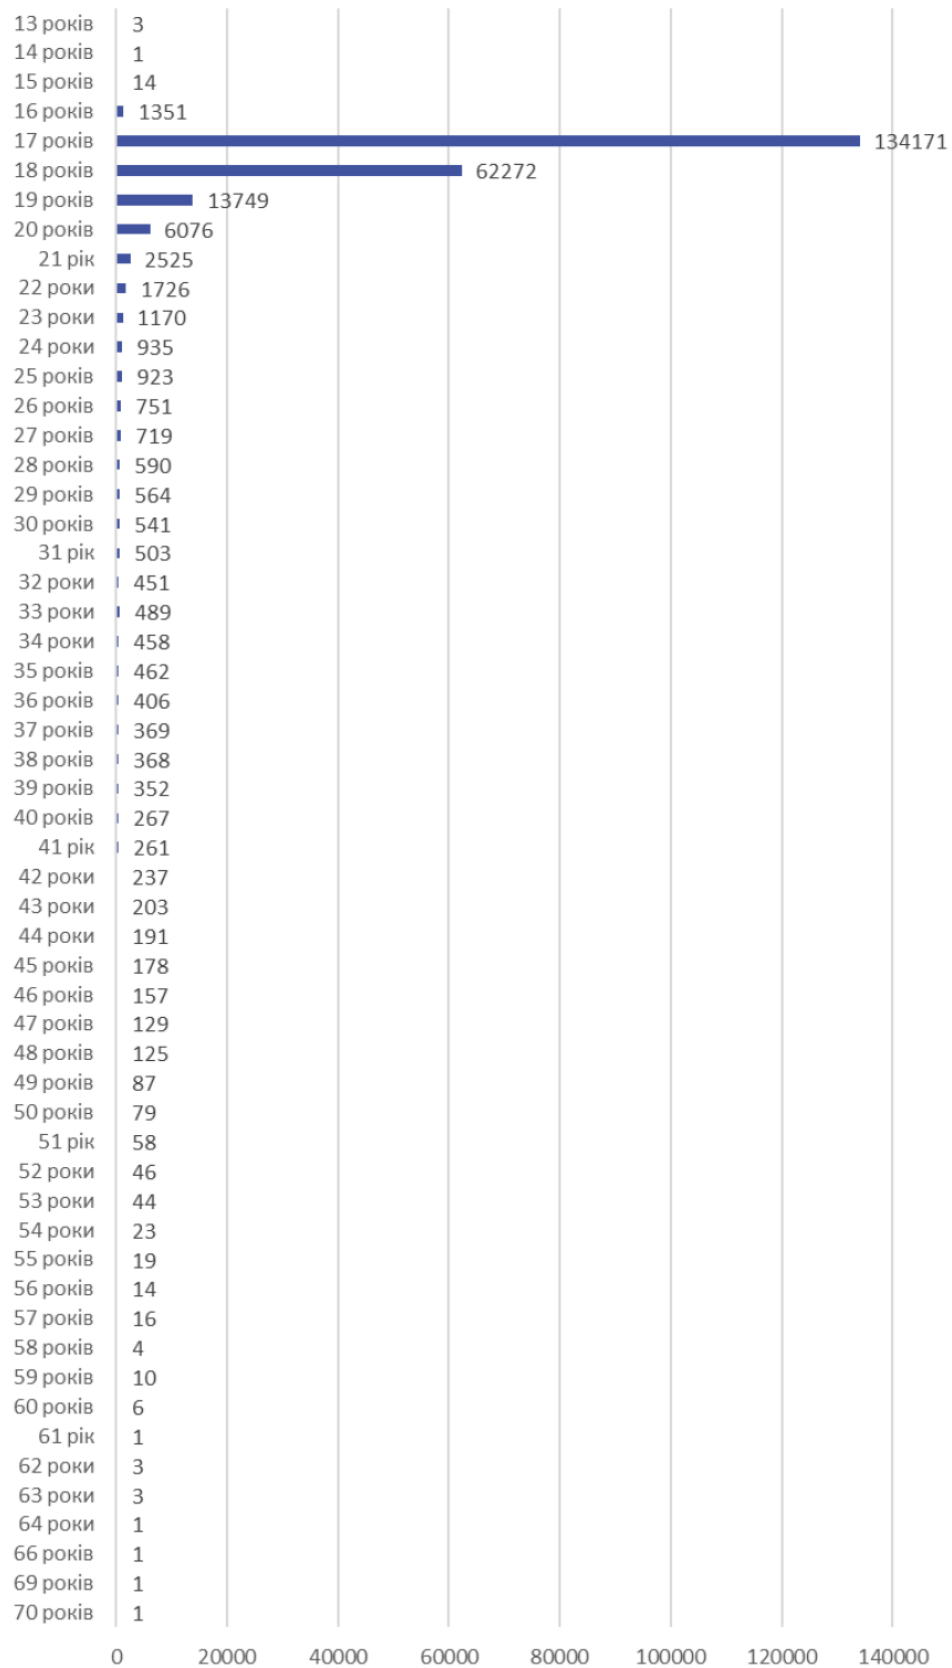 13 років 3
14 років 1
15 років 14
16 років 1351
17 років 134171
18 років 62272
19 років 13749
20 років 6076
21 рік 2525
22 роки 1726
23 роки 1170
24 роки 935
25 років 923
26 років 751
27 років 719
28 років 590
29 років 564
30 років 541
31 рік 503
32 роки 451
33 роки 489
34 роки 458
35 років 462
36 років 406
37 років 369
38 років 368
39 років 352
40 років 267
41 рік 261
42 роки 237
43 роки 203
44 роки 191
45 років 178
46 років 157
47 років 129
48 років 125
49 років 87
50 років 79
51 рік 58
52 роки 46
53 роки 44
54 роки 23
55 років 19
56 років 14
57 років 16
58 років 4
59 років 10
60 років 6
61 рік 1
62 роки 3
63 роки 3
64 роки 1
66 років 1
69 років 1
70 років 1
0 20000 40000 60000 80000 100000 120000 140000